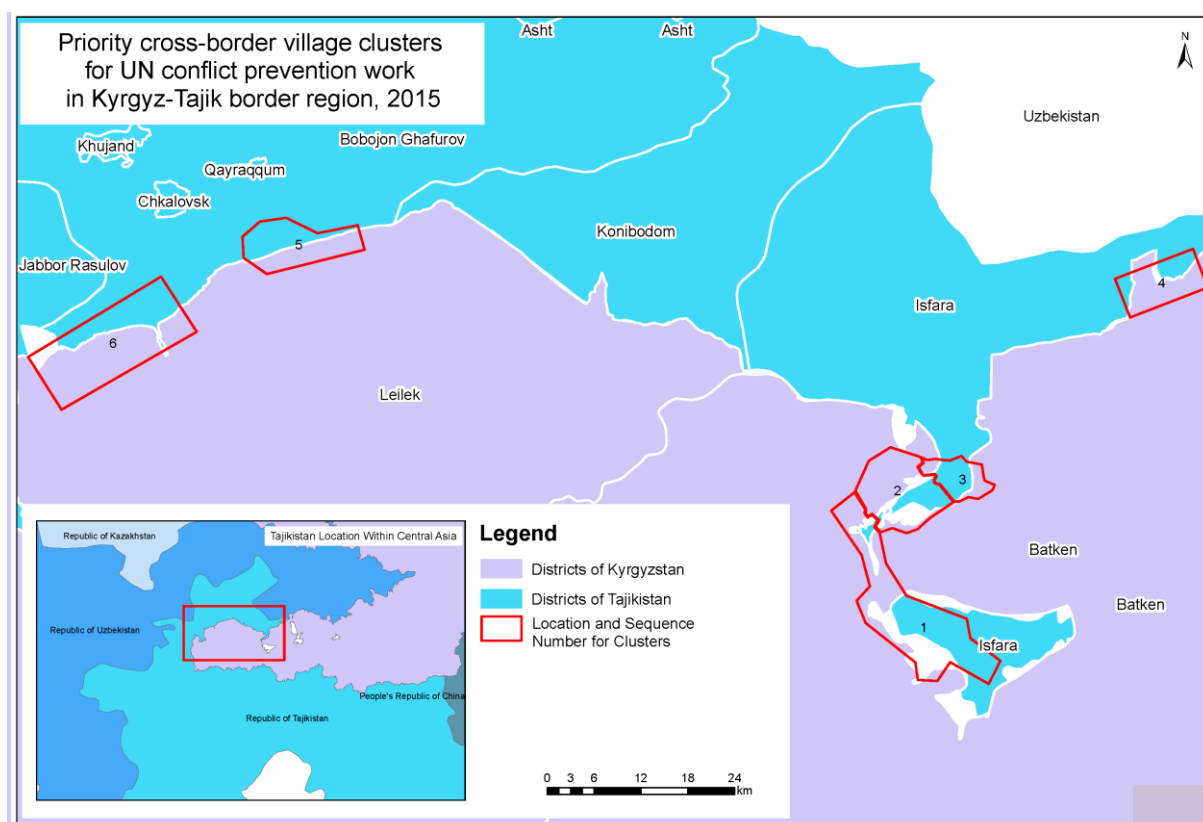 Priority cross-border village clusters
for UN conflict prevention work
in Kyrgyz-Tajik border region, 2015
Asht
Asht
N
Uzbekistan
Khujand
Bobojon Ghafurov
Qayraqqum
Chkalovsk
Konibodom
5
Jabbor Rasulov
4
Isfara
6
Leilek
3
2
Batken
Batken
1
Isfara
Tajikistan Location Within Central Asia
Republic of Kazakhstan
Republic of Uzbekistan
People's Republic of China
Republic of Tajikistan
Legend
Districts of Kyrgyzstan
Districts of Tajikistan
Location and Sequence
Number for Clusters
0 3 6 12 18 24
km